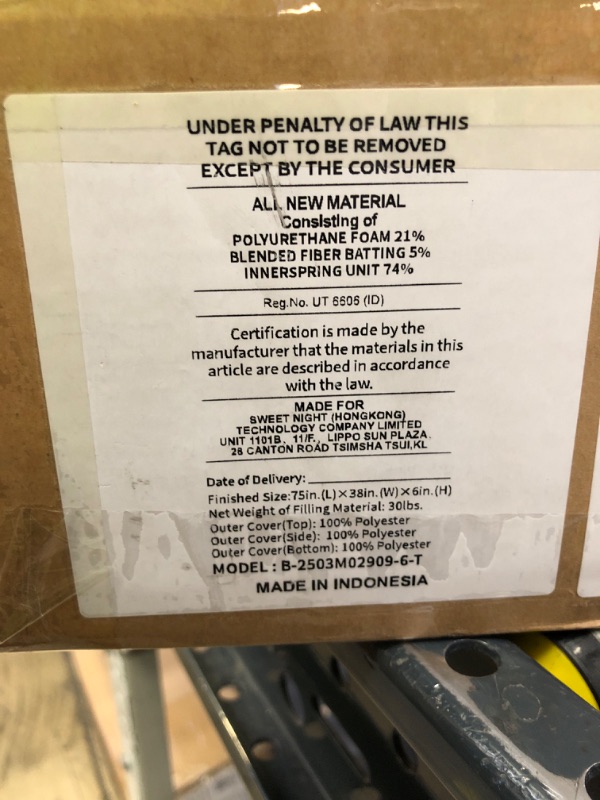 UNDER PENALTY OF LAW THIS
TAG NOT TO BE REMOVED
EXCEPT BY THE CONSUMER
ALL NEW MATERIAL
Consisting of
POLYURETHANE FOAM 21%
BLENDED FIBER BATTING 5%
INNERSPRING UNIT 74%
Reg.No. UT 6606 (ID)
Certification is made by the
manufacturer that the materials in this
article are described in accordance
with the law.
MADE FOR
SWEET NIGHT (HONGKONG)
TECHNOLOGY COMPANY LIMITED
UNIT 1101B, 11/F., LIPPO SUN PLAZA,
28 CANTON ROAD TSIMSHA TSUI,KL
Date of Delivery:
Finished Size:75in.(L)×38in.(W)×6in.(H)
Net Weight of Filling Material: 30lbs.
Outer Cover(Top): 100% Polyester
Outer Cover(Side): 100% Polyester
Outer Cover(Bottom): 100% Polyester
MODEL : B-2503M02909-6-T
MADE IN INDONESIA